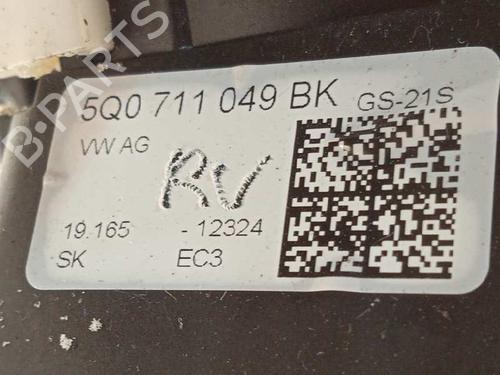 5Q0 711 049 BK GS-21S
VW AG
RV
19.165 - 12324
SK EC3
B-PARTS